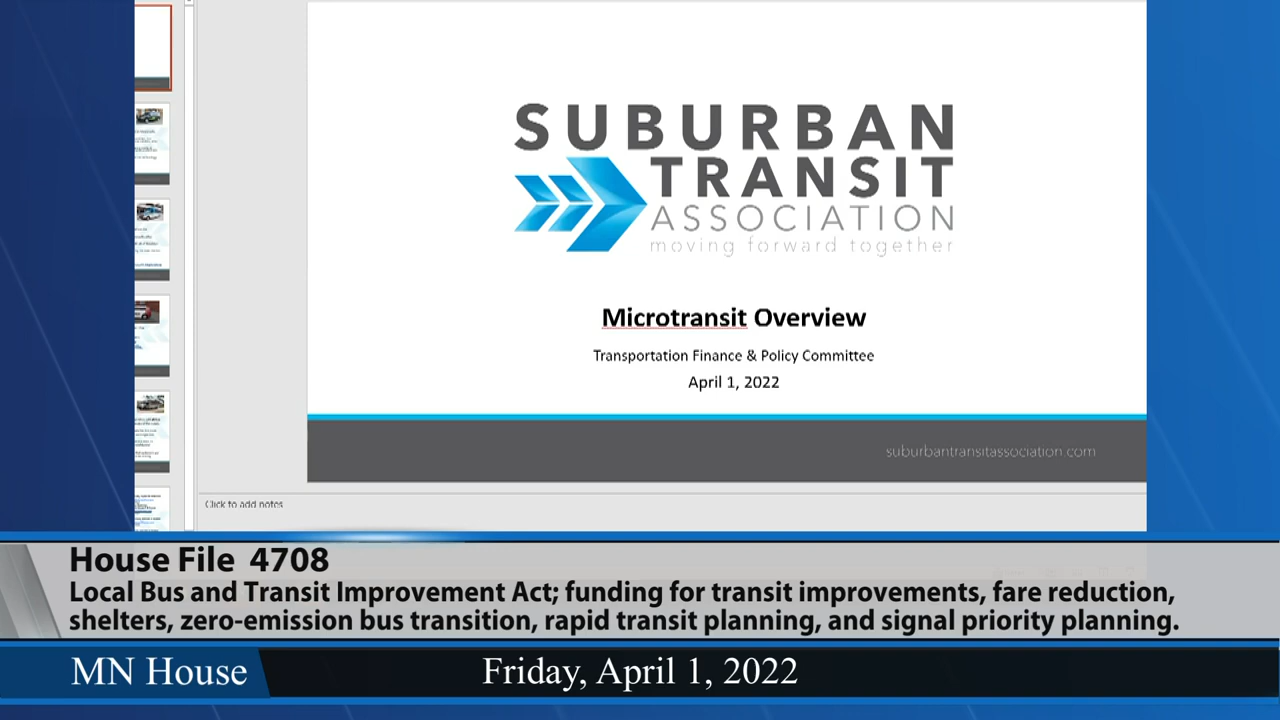 SUBURBAN
TRANSIT
ASSOCIATION
moving forward together
Microtransit Overview
Transportation Finance & Policy Committee
April 1, 2022
suburbantransitassociation.com
Click to add notes
House File 4708
Local Bus and Transit Improvement Act; funding for transit improvements, fare reduction,
shelters, zero-emission bus transition, rapid transit planning, and signal priority planning.
MN House
Friday, April 1, 2022